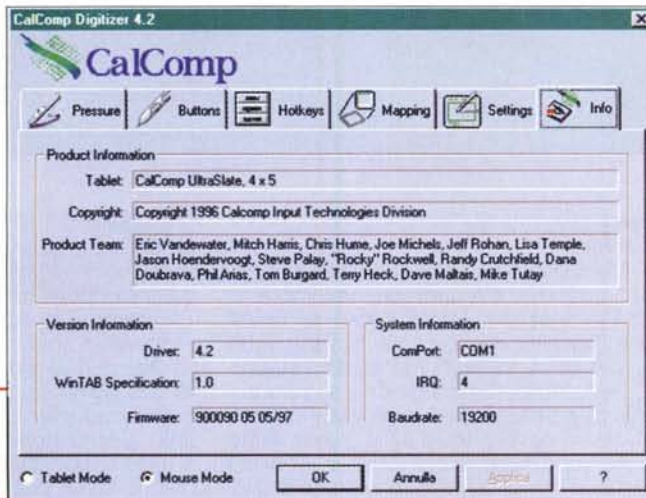 CalComp Digitizer 4.2
CalComp
Pressure Buttons Hotkeys Mapping Settings Info
Product Information
Tablet: CalComp UltraSlate, 4 x 5
Copyright: Copyright 1996 Calcomp Input Technologies Division
Product Team: Eric Vandewater, Mitch Harris, Chris Hume, Joe Michels, Jeff Rohan, Lisa Temple,
Jason Hoendervoogt, Steve Palay, "Rocky" Rockwell, Randy Crutchfield, Dana
Doubrava, Phil Arias, Tom Burgard, Terry Heck, Dave Maltais, Mike Tutay
Version Information
Driver: 4.2
WinTAB Specification: 1.0
Firmware: 900090 05 05/97
System Information
ComPort: COM1
IRQ: 4
Baudrate: 19200
Tablet Mode Mouse Mode OK Annulla Applica ?